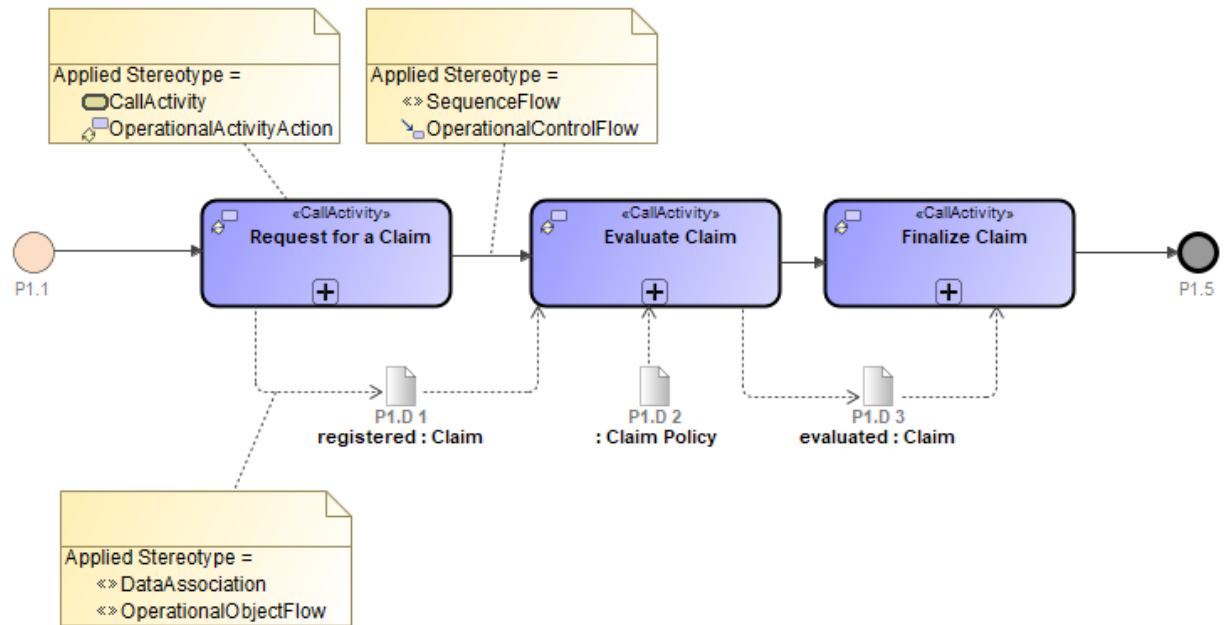 Applied Stereotype =
CallActivity
OperationalActivityAction
Applied Stereotype =
«»SequenceFlow
OperationalControlFlow
P1.1
«CallActivity»
Request for a Claim
«CallActivity»
Evaluate Claim
«CallActivity»
Finalize Claim
P1.5
P1.D 1
registered : Claim
P1.D 2
: Claim Policy
P1.D 3
evaluated : Claim
Applied Stereotype =
«»DataAssociation
«»OperationalObjectFlow